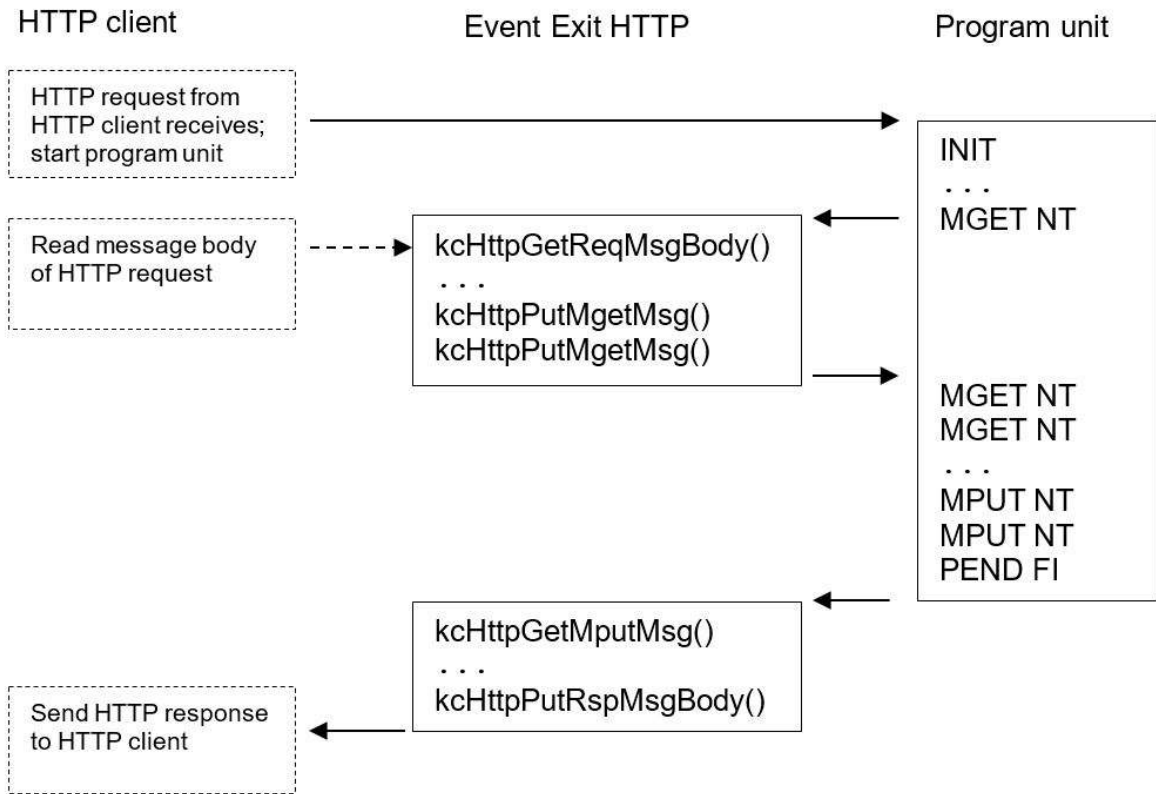 HTTP client
Event Exit HTTP
Program unit
HTTP request from
HTTP client receives;
start program unit
INIT
. . .
MGET NT
Read message body
of HTTP request
kcHttpGetReqMsgBody()
. . .
kcHttpPutMgetMsg()
kcHttpPutMgetMsg()
MGET NT
MGET NT
. . .
MPUT NT
MPUT NT
PEND FI
kcHttpGetMputMsg()
. . .
kcHttpPutRspMsgBody()
Send HTTP response
to HTTP client